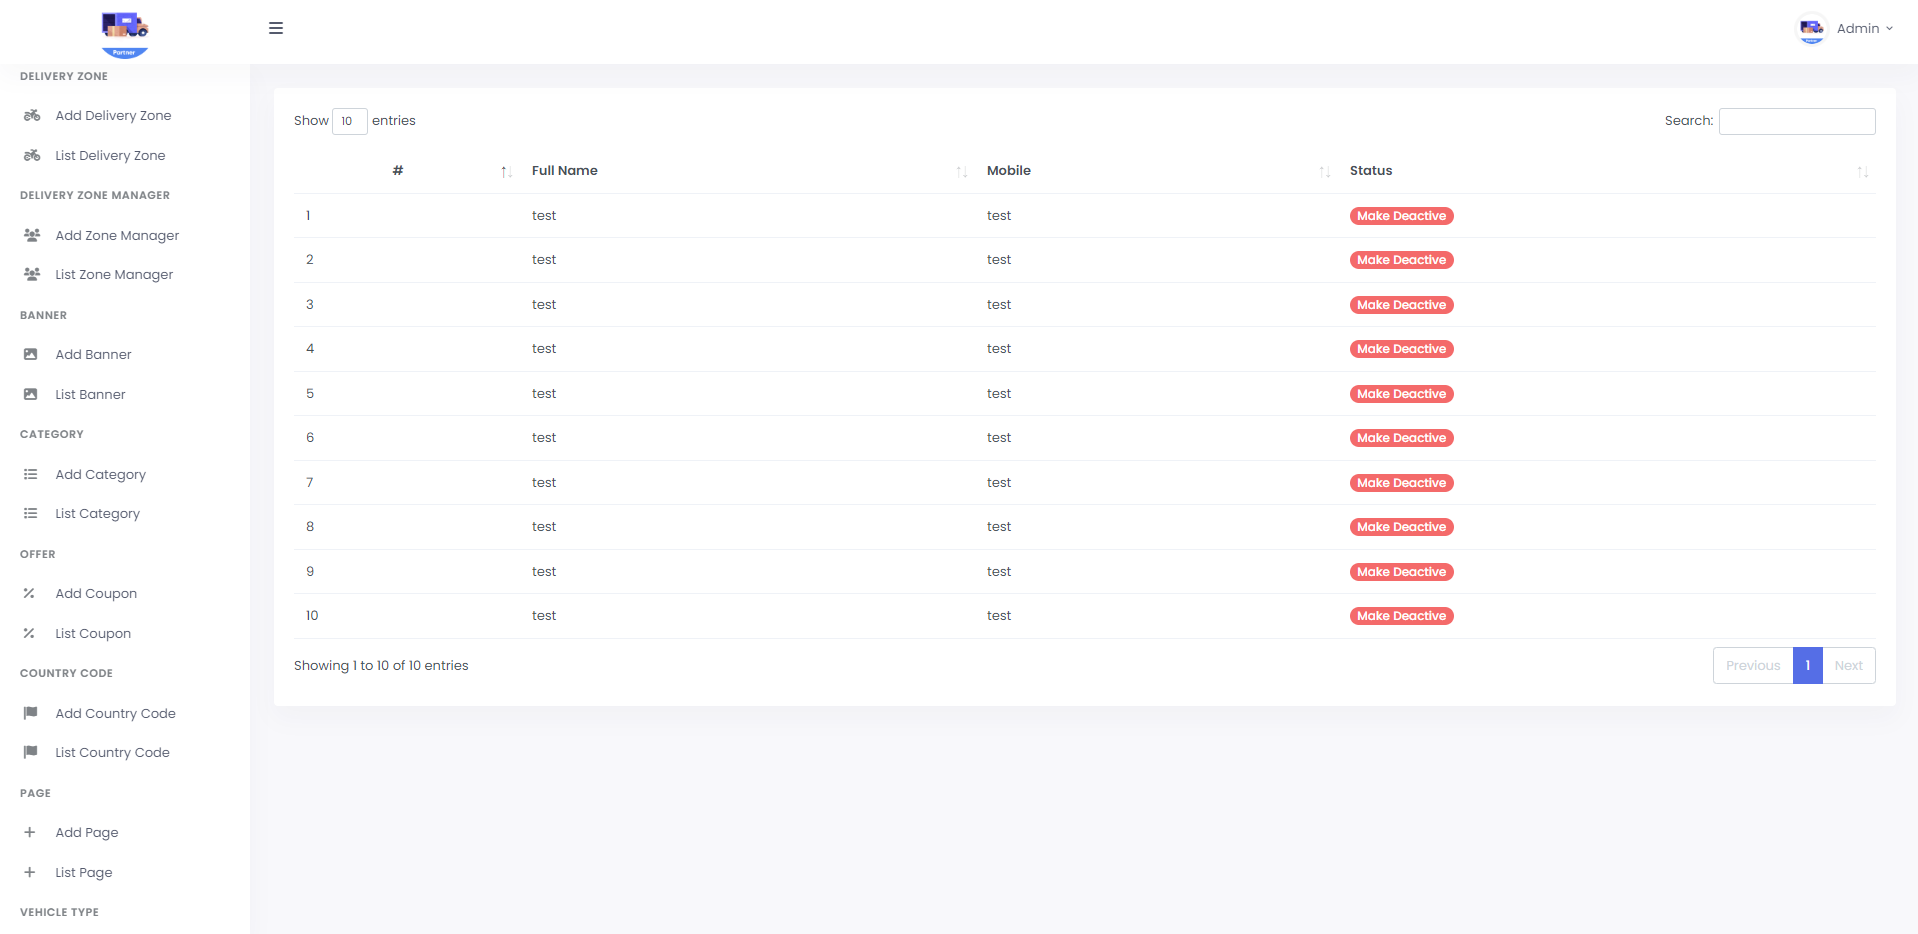 Partner
Admin
DELIVERY ZONE
Add Delivery Zone
List Delivery Zone
DELIVERY ZONE MANAGER
Add Zone Manager
List Zone Manager
BANNER
Add Banner
List Banner
CATEGORY
Add Category
List Category
OFFER
Add Coupon
List Coupon
COUNTRY CODE
Add Country Code
List Country Code
PAGE
Add Page
List Page
VEHICLE TYPE
Show 10 entries
Search:
# Full Name Mobile Status
1 test test Make Deactive
2 test test Make Deactive
3 test test Make Deactive
4 test test Make Deactive
5 test test Make Deactive
6 test test Make Deactive
7 test test Make Deactive
8 test test Make Deactive
9 test test Make Deactive
10 test test Make Deactive
Showing 1 to 10 of 10 entries
Previous 1 Next